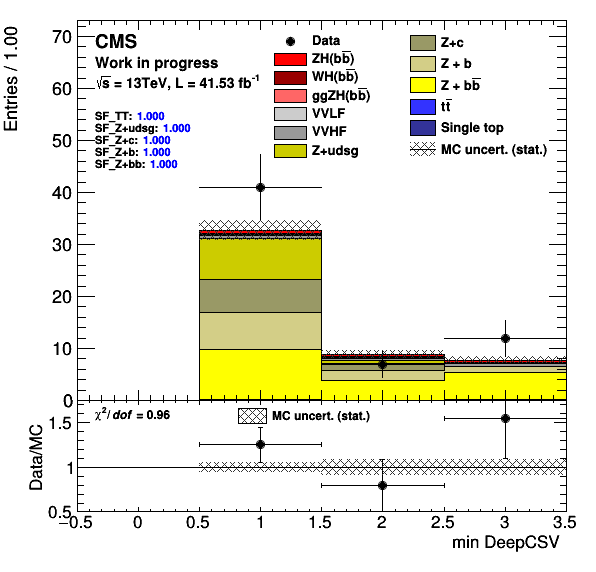 CMS
Work in progress
√s = 13TeV, L = 41.53 fb⁻¹
SF_TT: 1.000
SF_Z+udsg: 1.000
SF_Z+c: 1.000
SF_Z+b: 1.000
SF_Z+bb: 1.000
Data
ZH(bb̅)
WH(bb̅)
ggZH(bb̅)
VVLF
VVHF
Z+udsg
Z+c
Z + b
Z + bb̅
tt̅
Single top
MC uncert. (stat.)
Entries / 1.00
70
60
50
40
30
20
10
0
χ²/dof = 0.96
MC uncert. (stat.)
Data/MC
1.5
1
0.5
−0.5 0 0.5 1 1.5 2 2.5 3 3.5
min DeepCSV